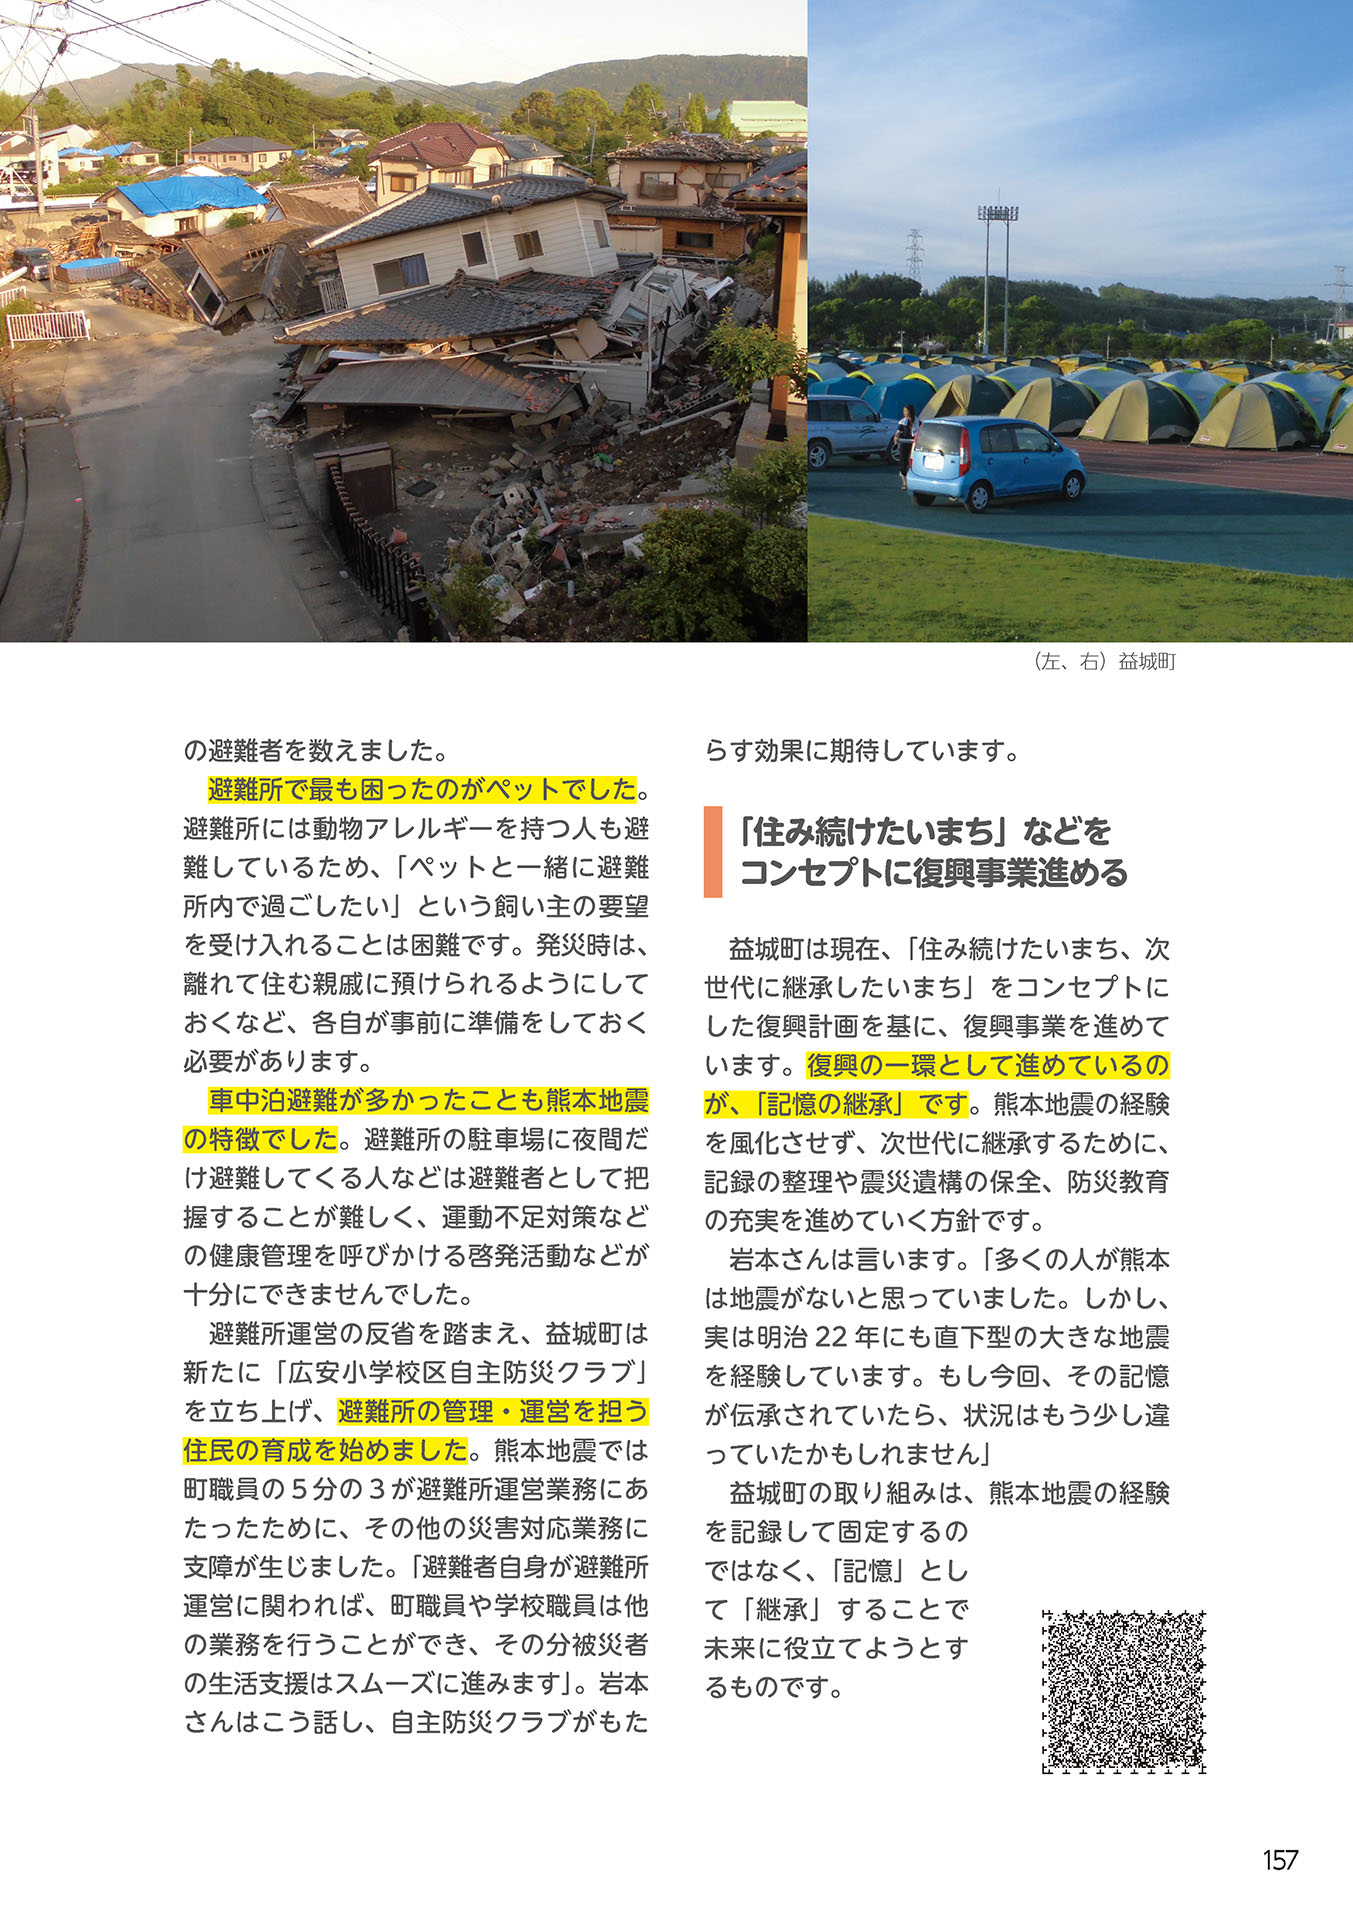 （左、右）益城町
の避難者を数えました。
避難所で最も困ったのがペットでした。
避難所には動物アレルギーを持つ人も避
難しているため、「ペットと一緒に避難
所内で過ごしたい」という飼い主の要望
を受け入れることは困難です。発災時は、
離れて住む親戚に預けられるようにして
おくなど、各自が事前に準備をしておく
必要があります。
車中泊避難が多かったことも熊本地震
の特徴でした。避難所の駐車場に夜間だ
け避難してくる人などは避難者として把
握することが難しく、運動不足対策など
の健康管理を呼びかける啓発活動などが
十分にできませんでした。
避難所運営の反省を踏まえ、益城町は
新たに「広安小学校区自主防災クラブ」
を立ち上げ、避難所の管理・運営を担う
住民の育成を始めました。熊本地震では
町職員の５分の３が避難所運営業務にあ
たったために、その他の災害対応業務に
支障が生じました。「避難者自身が避難所
運営に関われば、町職員や学校職員は他
の業務を行うことができ、その分被災者
の生活支援はスムーズに進みます」。岩本
さんはこう話し、自主防災クラブがもた
らす効果に期待しています。
「住み続けたいまち」などを
コンセプトに復興事業進める
益城町は現在、「住み続けたいまち、次
世代に継承したいまち」をコンセプトに
した復興計画を基に、復興事業を進めて
います。復興の一環として進めているの
が、「記憶の継承」です。熊本地震の経験
を風化させず、次世代に継承するために、
記録の整理や震災遺構の保全、防災教育
の充実を進めていく方針です。
岩本さんは言います。「多くの人が熊本
は地震がないと思っていました。しかし、
実は明治 22 年にも直下型の大きな地震
を経験しています。もし今回、その記憶
が伝承されていたら、状況はもう少し違
っていたかもしれません」
益城町の取り組みは、熊本地震の経験
を記録して固定するの
ではなく、「記憶」とし
て「継承」することで
未来に役立てようとす
るものです。
157